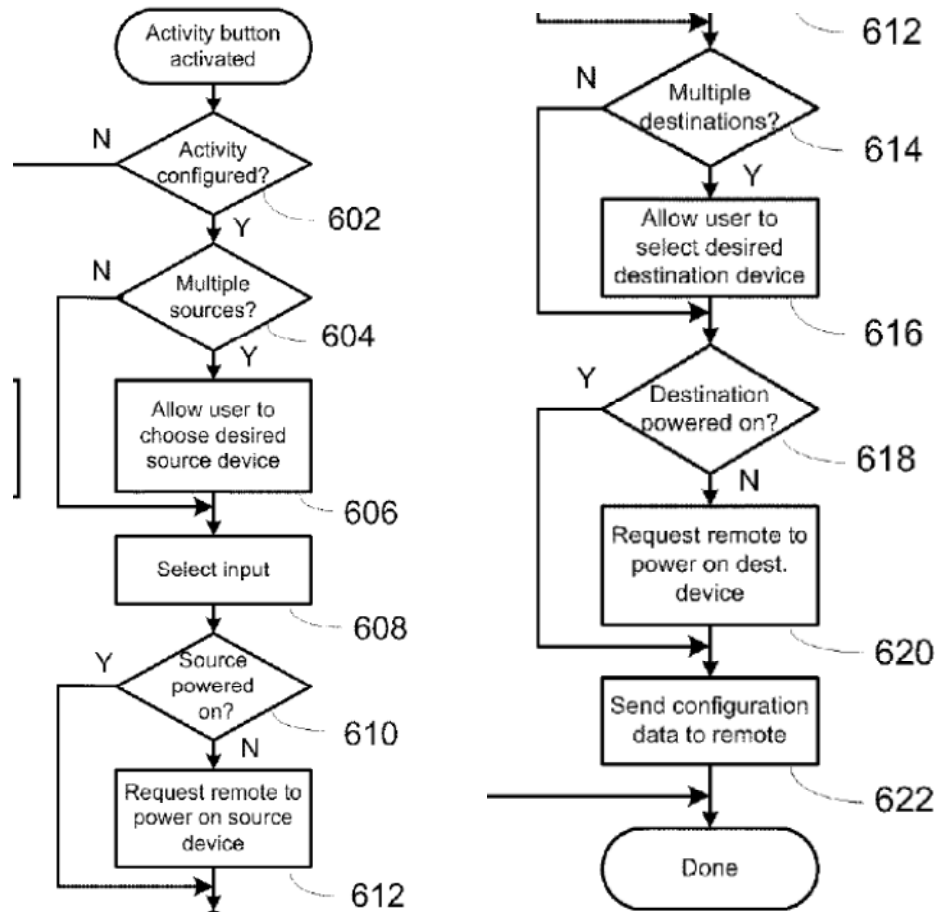 Activity button
activated
N
Activity
configured?
602
Y
N
Multiple
sources?
604
Y
Allow user to
choose desired
source device
606
Select input
608
Y
Source
powered
on?
610
N
Request remote to
power on source
device
612
612
N
Multiple
destinations?
614
Y
Allow user to
select desired
destination device
616
Y
Destination
powered on?
618
N
Request remote to
power on dest.
device
620
Send configuration
data to remote
622
Done